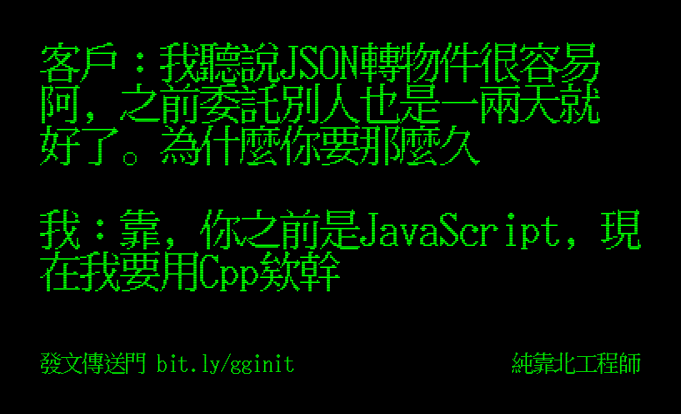 客戶：我聽說JSON轉物件很容易
阿，之前委託別人也是一兩天就
好了。為什麼你要那麼久
我：靠，你之前是JavaScript，現
在我要用Cpp欸幹
發文傳送門 bit.ly/gginit
純靠北工程師